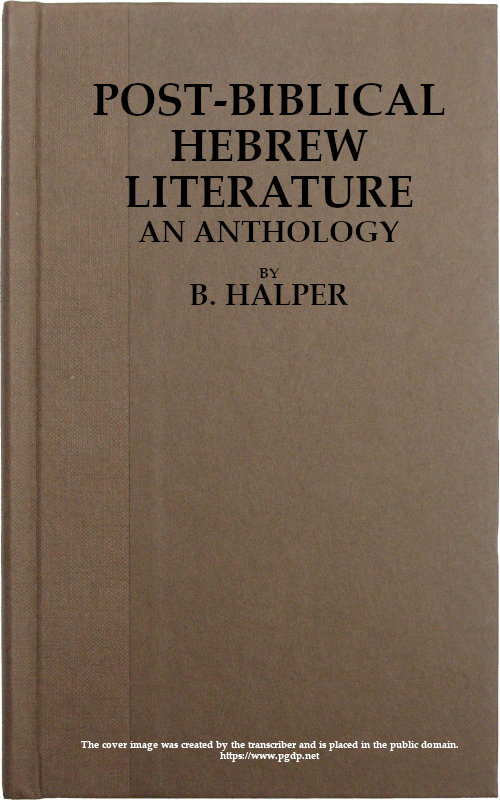 POST-BIBLICAL
HEBREW
LITERATURE
AN ANTHOLOGY
BY
B. HALPER
The cover image was created by the transcriber and is placed in the public domain.
https://www.pgdp.net